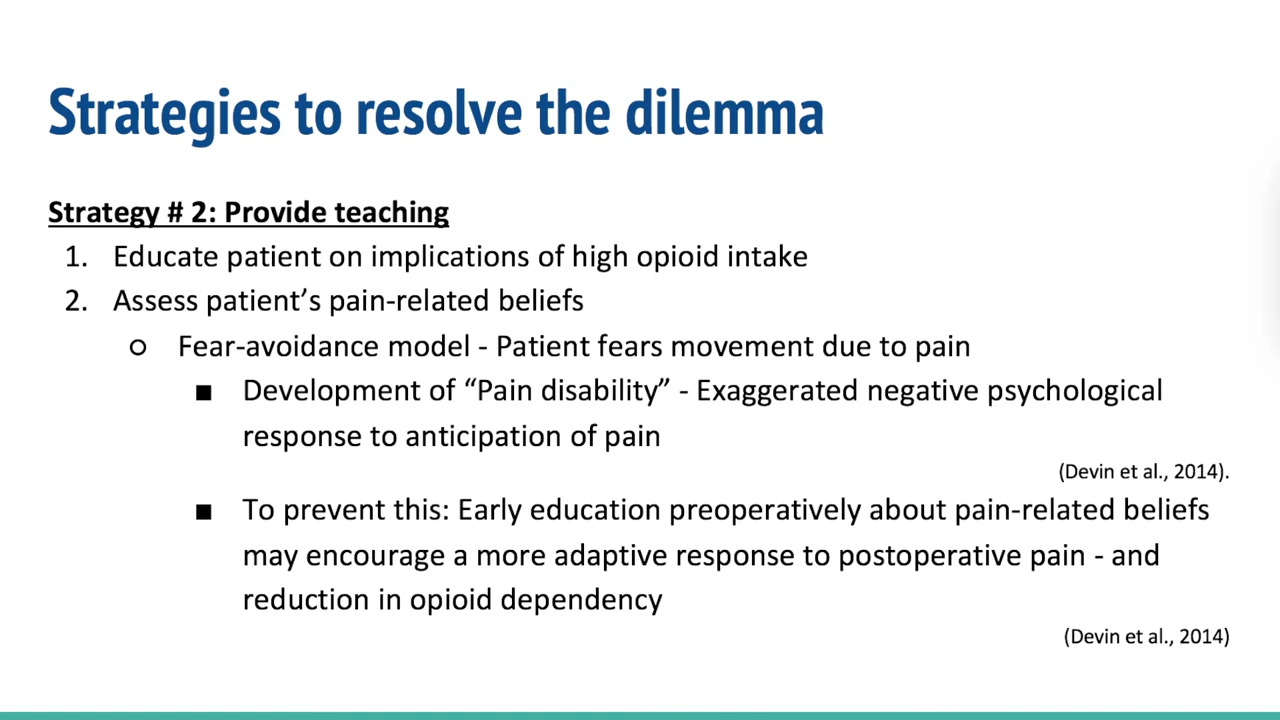 Strategies to resolve the dilemma
Strategy # 2: Provide teaching
1. Educate patient on implications of high opioid intake
2. Assess patient’s pain-related beliefs
○ Fear-avoidance model - Patient fears movement due to pain
■ Development of “Pain disability” - Exaggerated negative psychological
response to anticipation of pain
(Devin et al., 2014).
■ To prevent this: Early education preoperatively about pain-related beliefs
may encourage a more adaptive response to postoperative pain - and
reduction in opioid dependency
(Devin et al., 2014)